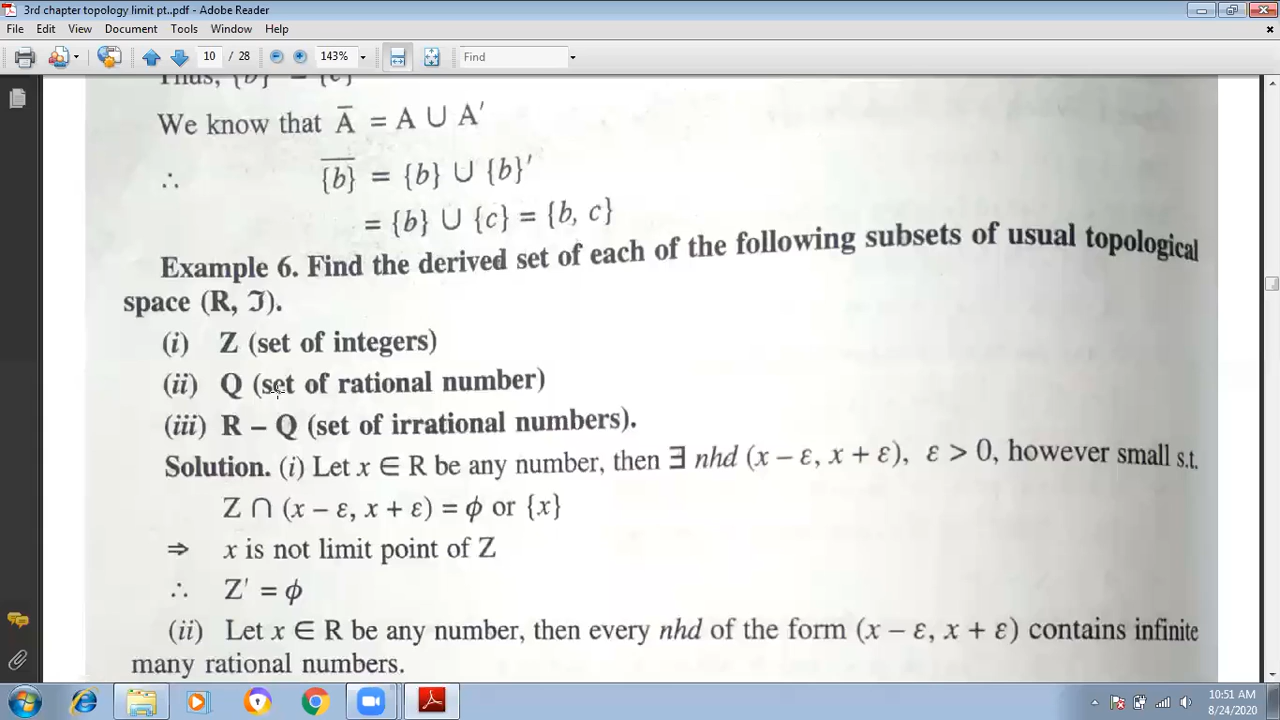 3rd chapter topology limit pt..pdf - Adobe Reader
File Edit View Document Tools Window Help
10 / 28 143% Find
Thus, {b}' = {c}
We know that A̅ = A ∪ A′
∴ \overline{{b}} = {b} ∪ {b}′
= {b} ∪ {c} = {b, c}
Example 6. Find the derived set of each of the following subsets of usual topological
space (R, ℑ).
(i) Z (set of integers)
(ii) Q (set of rational number)
(iii) R – Q (set of irrational numbers).
Solution. (i) Let x ∈ R be any number, then ∃ nhd (x – ε, x + ε), ε > 0, however small s.t.
Z ∩ (x – ε, x + ε) = ϕ or {x}
⇒ x is not limit point of Z
∴ Z′ = ϕ
(ii) Let x ∈ R be any number, then every nhd of the form (x – ε, x + ε) contains infinite
many rational numbers.
10:51 AM
8/24/2020